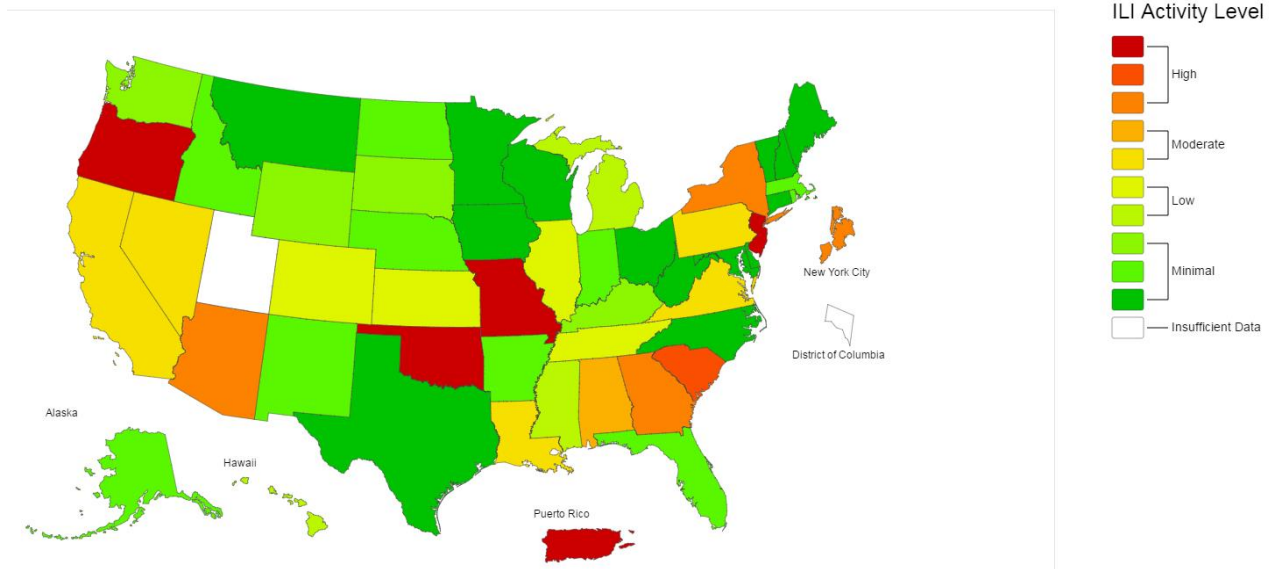 ILI Activity Level
High
Moderate
Low
Minimal
Insufficient Data
New York City
District of Columbia
Alaska
Hawaii
Puerto Rico